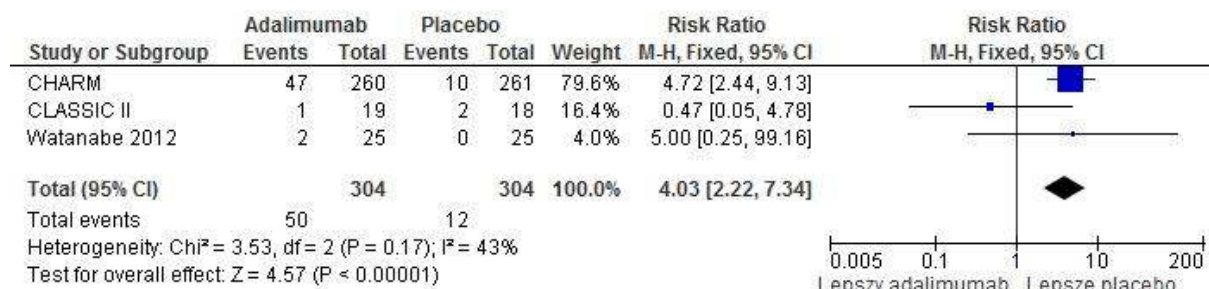 Adalimumab Placebo Risk Ratio Risk Ratio
Study or Subgroup Events Total Events Total Weight M-H, Fixed, 95% CI M-H, Fixed, 95% CI
CHARM 47 260 10 261 79.6% 4.72 [2.44, 9.13]
CLASSIC II 1 19 2 18 16.4% 0.47 [0.05, 4.78]
Watanabe 2012 2 25 0 25 4.0% 5.00 [0.25, 99.16]
Total (95% CI) 304 304 100.0% 4.03 [2.22, 7.34]
Total events 50 12
Heterogeneity: Chi² = 3.53, df = 2 (P = 0.17); I² = 43%
Test for overall effect: Z = 4.57 (P < 0.00001)
0.005 0.1 1 10 200
Lepszy adalimumab Lepsze placebo